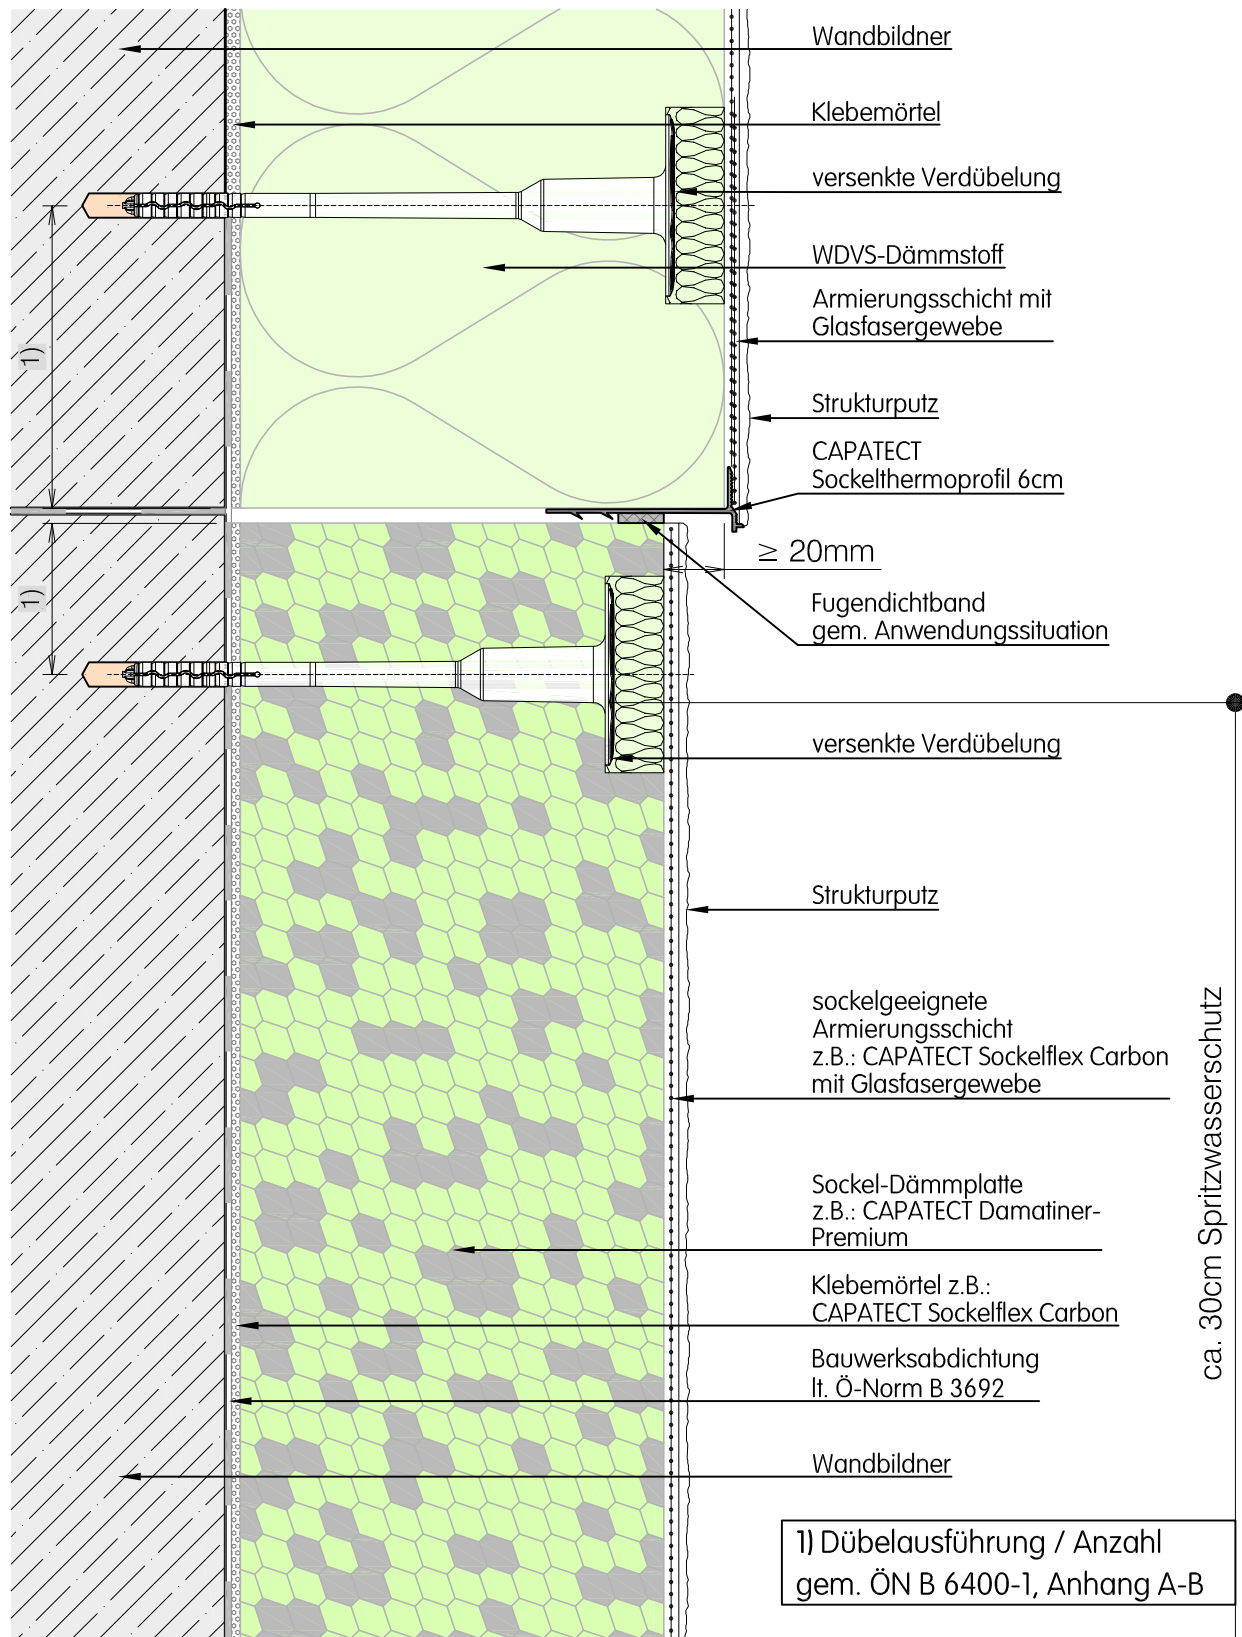 Wandbildner
Klebemörtel
versenkte Verdübelung
WDVS-Dämmstoff
Armierungsschicht mit
Glasfasergewebe
1)
Strukturputz
CAPATECT
Sockelthermoprofil 6cm
≥ 20mm
1)
Fugendichtband
gem. Anwendungssituation
versenkte Verdübelung
Strukturputz
sockelgeeignete
Armierungsschicht
z.B.: CAPATECT Sockelflex Carbon
mit Glasfasergewebe
ca. 30cm Spritzwasserschutz
Sockel-Dämmplatte
z.B.: CAPATECT Damatiner-
Premium
Klebemörtel z.B.:
CAPATECT Sockelflex Carbon
Bauwerksabdichtung
lt. Ö-Norm B 3692
Wandbildner
1) Dübelausführung / Anzahl
gem. ÖN B 6400-1, Anhang A-B